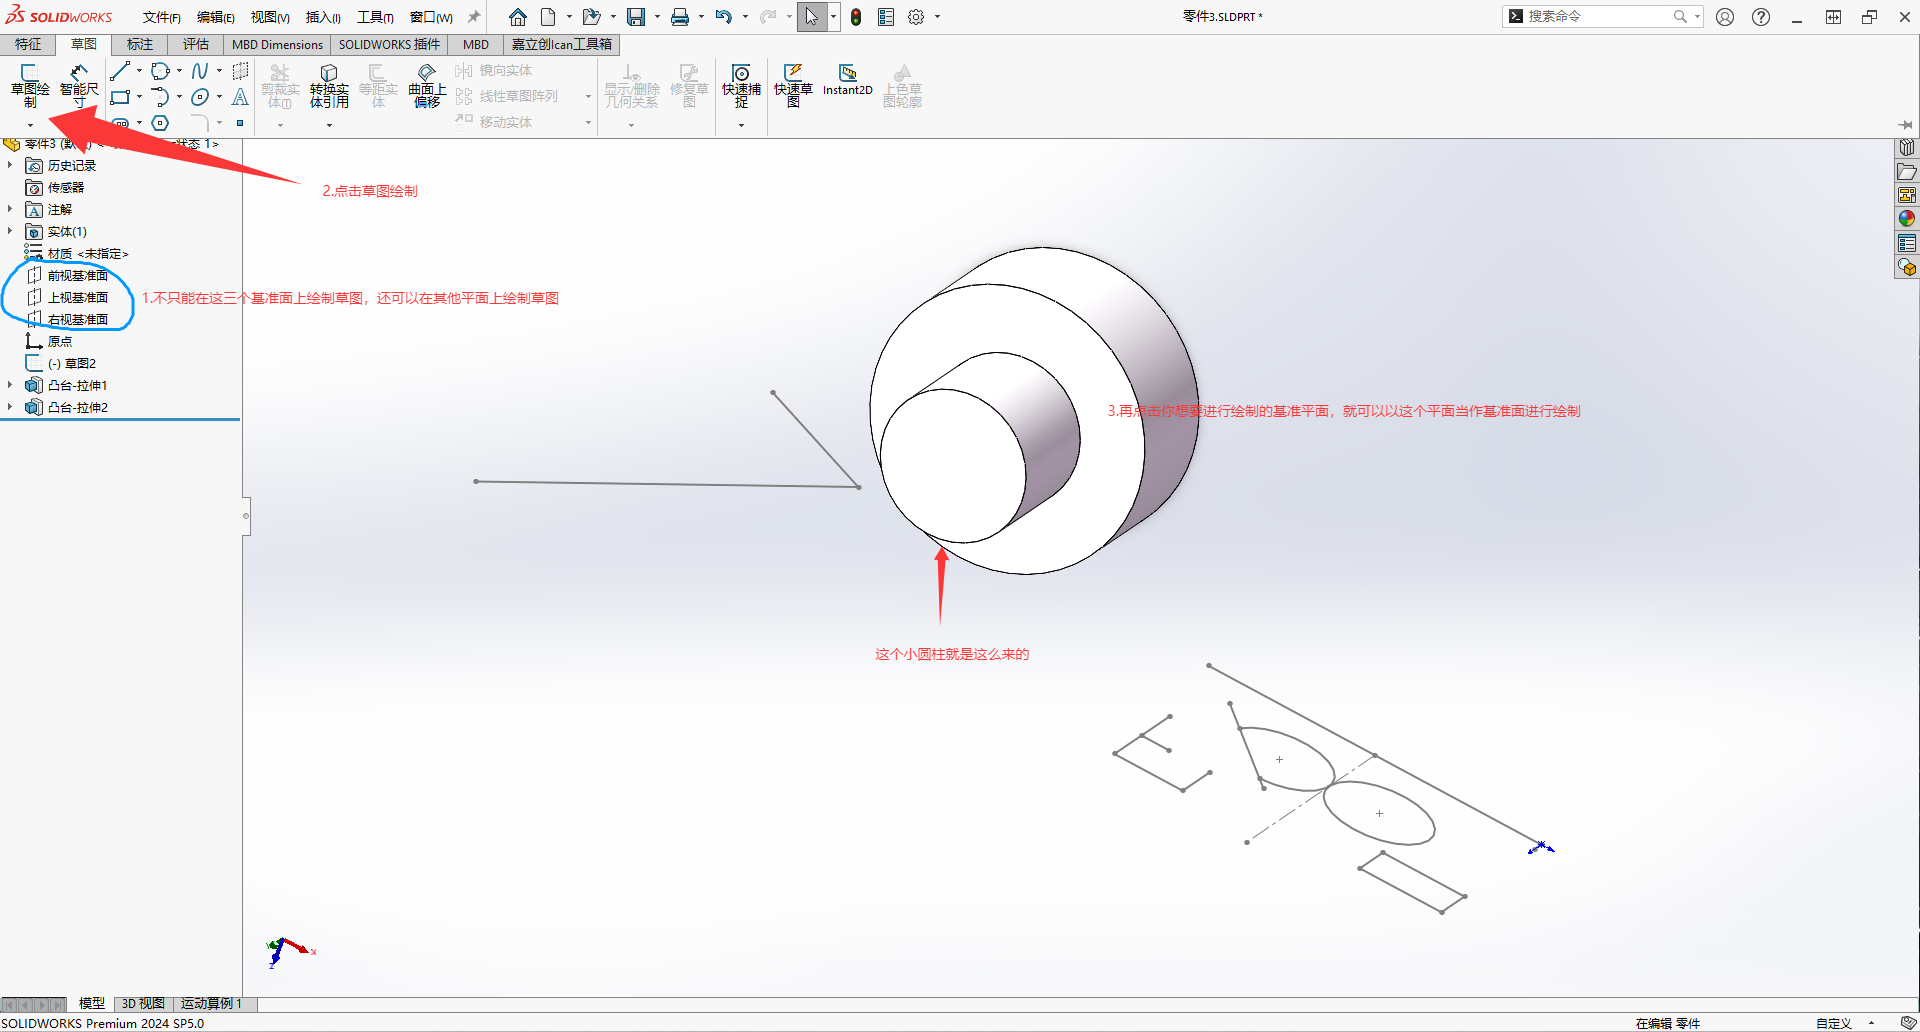 SOLIDWORKS 文件(F) 编辑(E) 视图(V) 插入(I) 工具(T) 窗口(W) 零件3.SLDPRT * 搜索命令
特征 草图 标注 评估 MBD Dimensions SOLIDWORKS 插件 MBD 嘉立创Ican工具箱
草图绘制 智能尺寸 剪裁实体(I) 转换实体引用 等距实体 曲面上偏移 镜向实体 显示/删除几何关系 修复草图 快速捕捉 快速草图 Instant2D 上色草图轮廓
线性草图阵列
移动实体
零件3 (默 状态 1>
历史记录
传感器
注解
实体(1)
材质 <未指定>
前视基准面
上视基准面
右视基准面
原点
(-) 草图2
凸台-拉伸1
凸台-拉伸2
2.点击草图绘制
1.不只能在这三个基准面上绘制草图，还可以在其他平面上绘制草图
3.再点击你想要进行绘制的基准平面，就可以以这个平面当作基准面进行绘制
这个小圆柱就是这么来的
Y X
Z
模型 3D 视图 运动算例 1
SOLIDWORKS Premium 2024 SP5.0 在编辑 零件 自定义